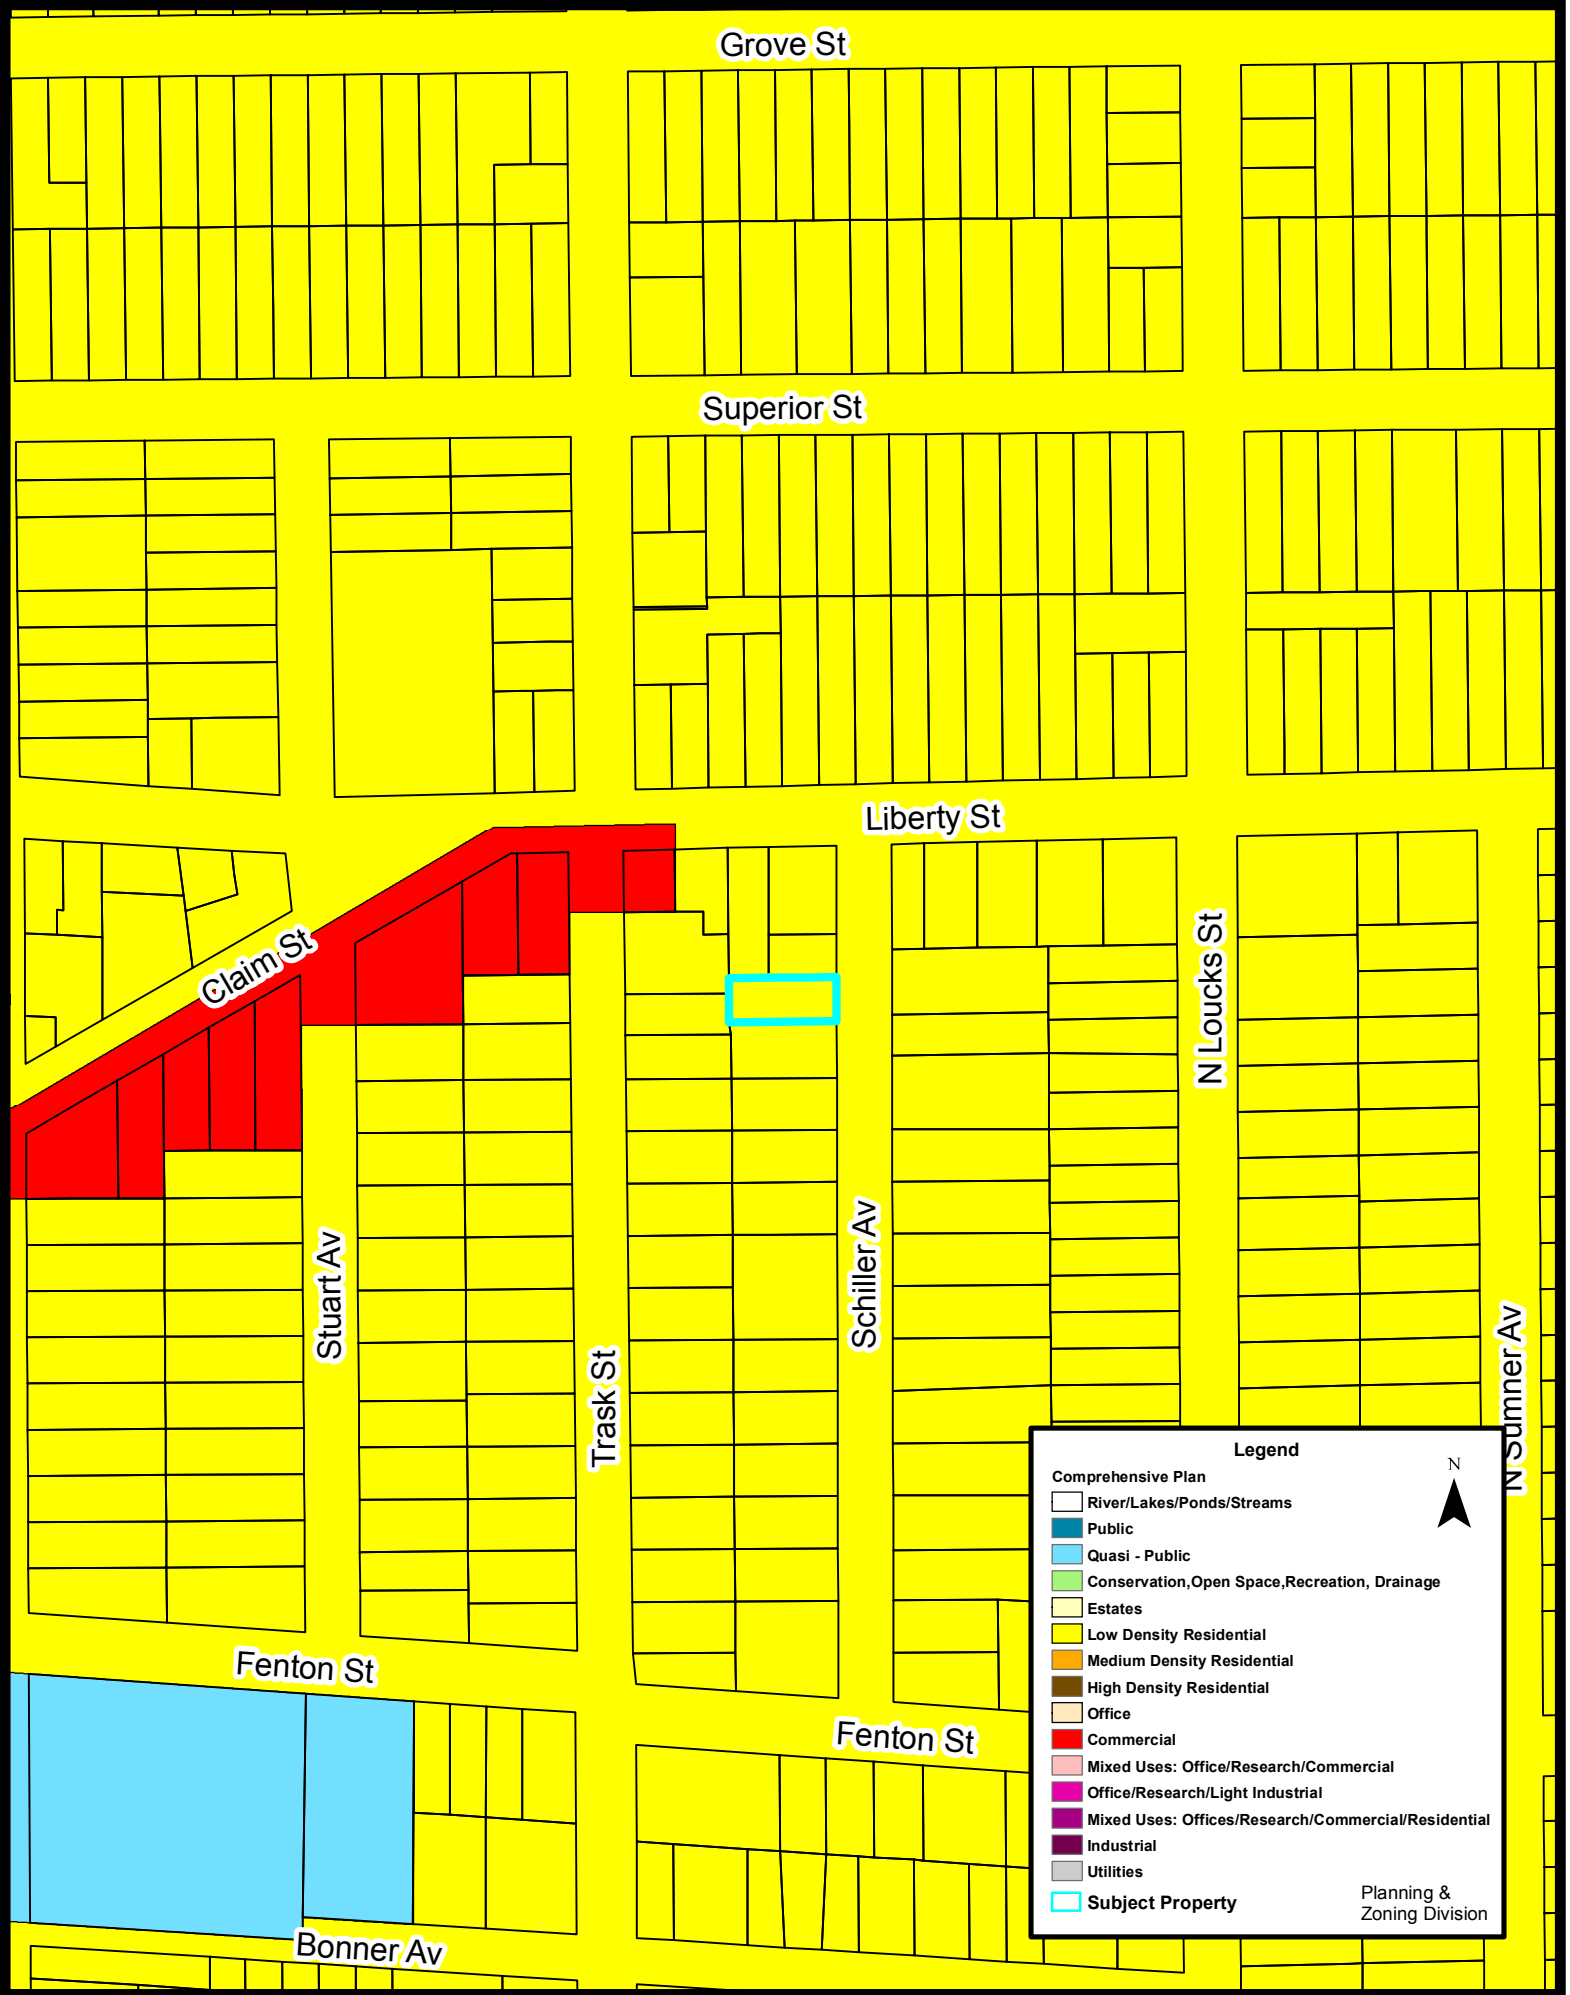 Grove St
Superior St
Liberty St
Claim St
N Loucks St
Schiller Av
Stuart Av
Trask St
N Sumner Av
Fenton St
Fenton St
Bonner Av
Legend
N
Comprehensive Plan
River/Lakes/Ponds/Streams
Public
Quasi - Public
Conservation,Open Space,Recreation, Drainage
Estates
Low Density Residential
Medium Density Residential
High Density Residential
Office
Commercial
Mixed Uses: Office/Research/Commercial
Office/Research/Light Industrial
Mixed Uses: Offices/Research/Commercial/Residential
Industrial
Utilities
Subject Property
Planning &
Zoning Division